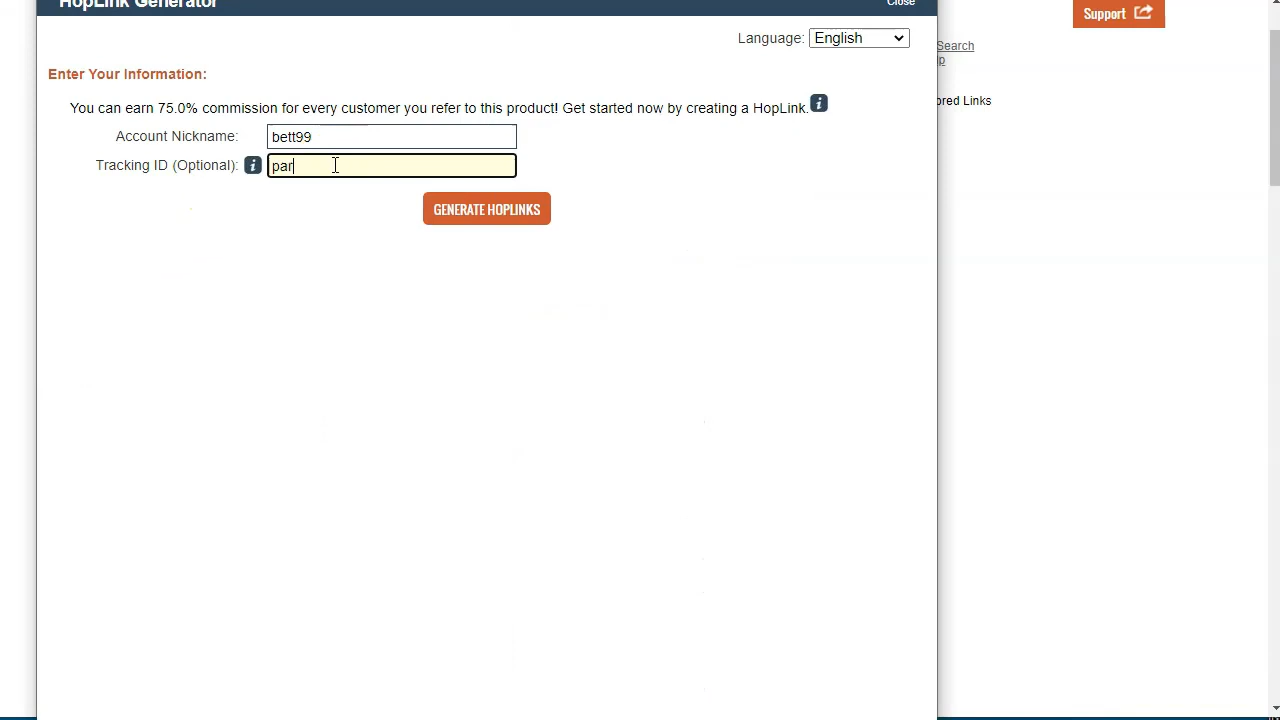 HopLink Generator
Close
Support
Language: English
Search
Enter Your Information:
ored Links
You can earn 75.0% commission for every customer you refer to this product! Get started now by creating a HopLink.
Account Nickname: bett99
Tracking ID (Optional): par
GENERATE HOPLINKS